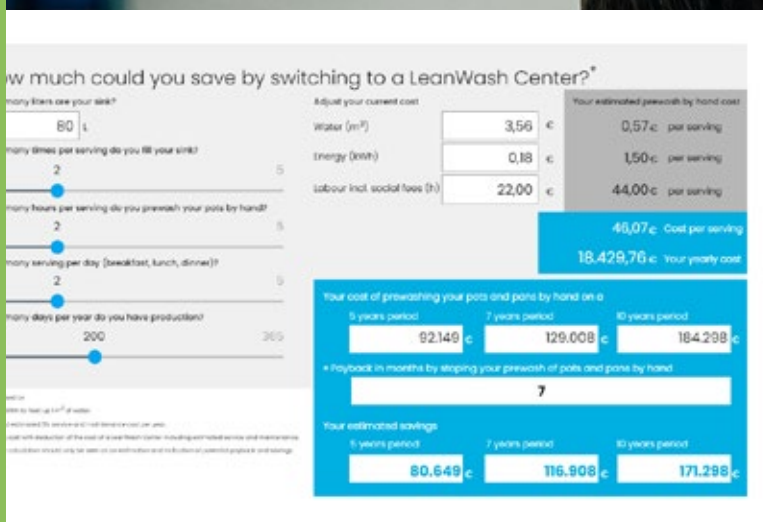 ow much could you save by switching to a LeanWash Center?*
many liters are your sink?
80 L
many times per serving do you fill your sink?
2 5
many hours per serving do you prewash your pots by hand?
2 5
many serving per day (breakfast, lunch, dinner)?
2 5
many days per year do you have production?
200 365
Adjust your current cost
Water (m³) 3,56 €
Energy (kWh) 0,18 €
Labour incl. social fees (h) 22,00 €
Your estimated prewash by hand cost
0,57 € per serving
1,50 € per serving
44,00 € per serving
46,07 € Cost per serving
18.429,76 € Your yearly cost
Your cost of prewashing your pots and pans by hand on a
5 years period 7 years period 10 years period
92.149 € 129.008 € 184.298 €
* Payback in months by stoping your prewash of pots and pans by hand
7
Your estimated savings
5 years period 7 years period 10 years period
80.649 € 116.908 € 171.298 €